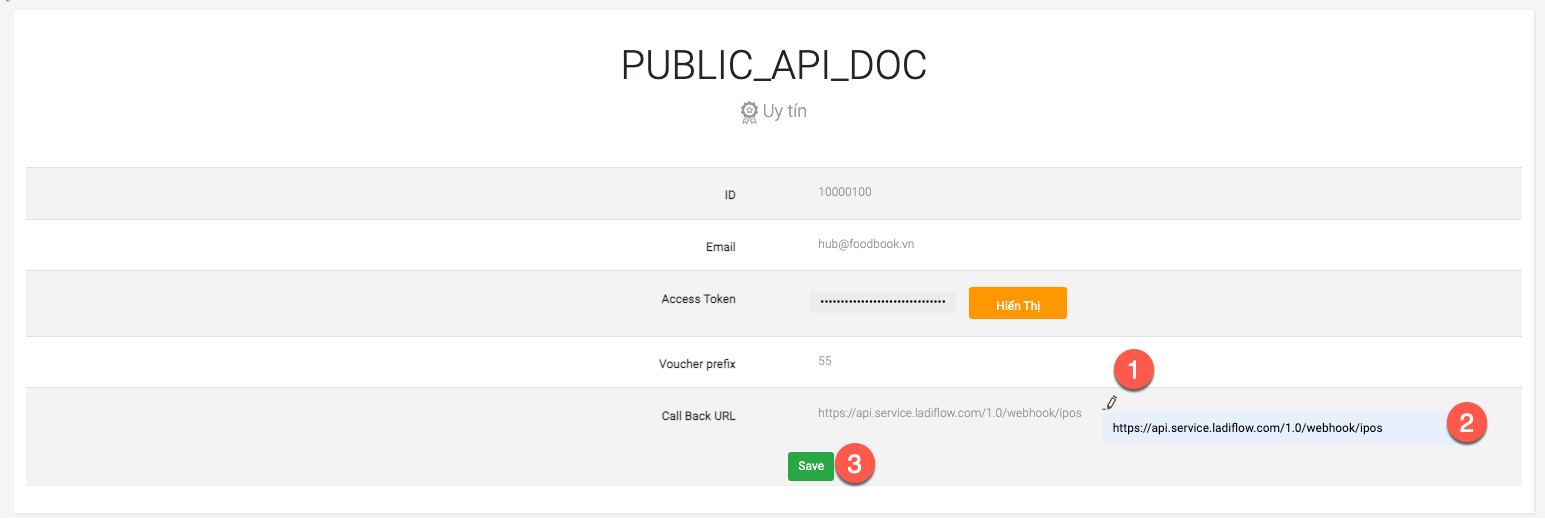 PUBLIC_API_DOC
Uy tín
ID 10000100
Email hub@foodbook.vn
Access Token ••••••••••••••••••••••••••••••• Hiển Thị
Voucher prefix 55
1
Call Back URL https://api.service.ladiflow.com/1.0/webhook/ipos
https://api.service.ladiflow.com/1.0/webhook/ipos 2
Save 3